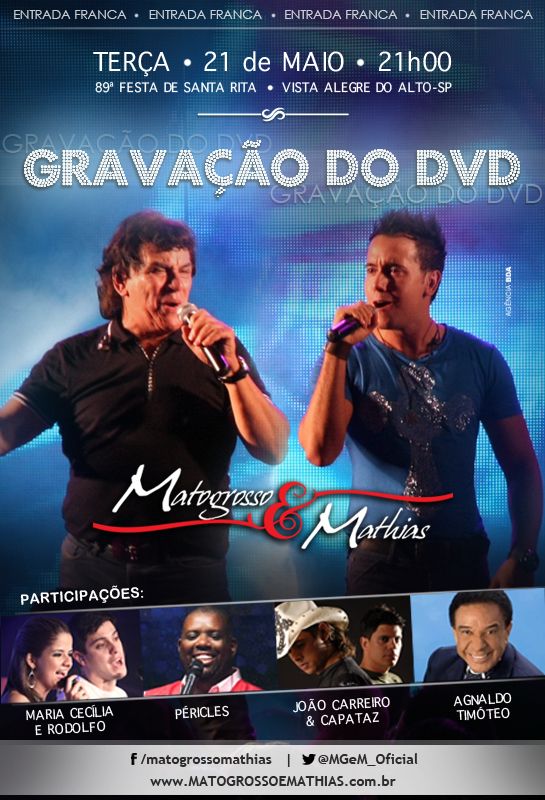 ENTRADA FRANCA • ENTRADA FRANCA • ENTRADA FRANCA • ENTRADA FRANCA
TERÇA • 21 de MAIO • 21h00
89ª FESTA DE SANTA RITA • VISTA ALEGRE DO ALTO-SP
GRAVAÇÃO DO DVD
GRAVAÇÃO DO DVD
GRAVAÇÃO DO DVD
AGÊNCIA BDA
Matogrosso & Mathias
PARTICIPAÇÕES:
MARIA CECÍLIA
E RODOLFO
PÉRICLES
JOÃO CARREIRO
& CAPATAZ
AGNALDO
TIMÓTEO
f /matogrossomathias | @MGeM_Oficial
www.MATOGROSSOEMATHIAS.com.br